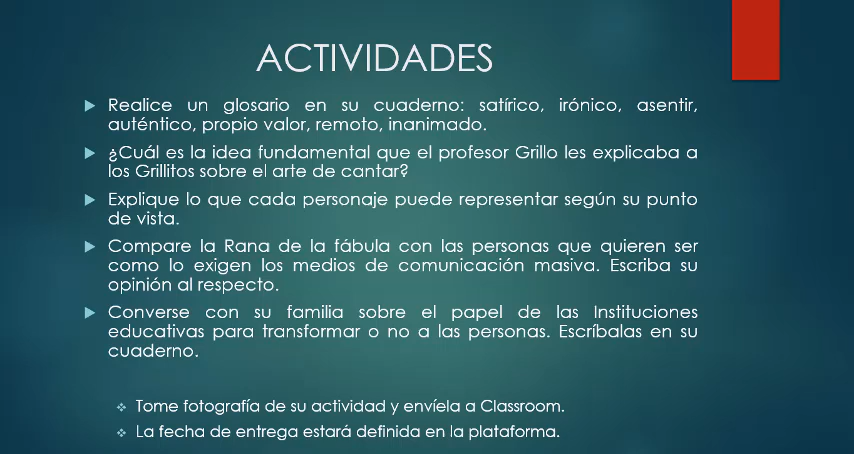 ACTIVIDADES
Realice un glosario en su cuaderno: satírico, irónico, asentir,
auténtico, propio valor, remoto, inanimado.
¿Cuál es la idea fundamental que el profesor Grillo les explicaba a
los Grillitos sobre el arte de cantar?
Explique lo que cada personaje puede representar según su punto
de vista.
Compare la Rana de la fábula con las personas que quieren ser
como lo exigen los medios de comunicación masiva. Escriba su
opinión al respecto.
Converse con su familia sobre el papel de las Instituciones
educativas para transformar o no a las personas. Escríbalas en su
cuaderno.
Tome fotografía de su actividad y envíela a Classroom.
La fecha de entrega estará definida en la plataforma.